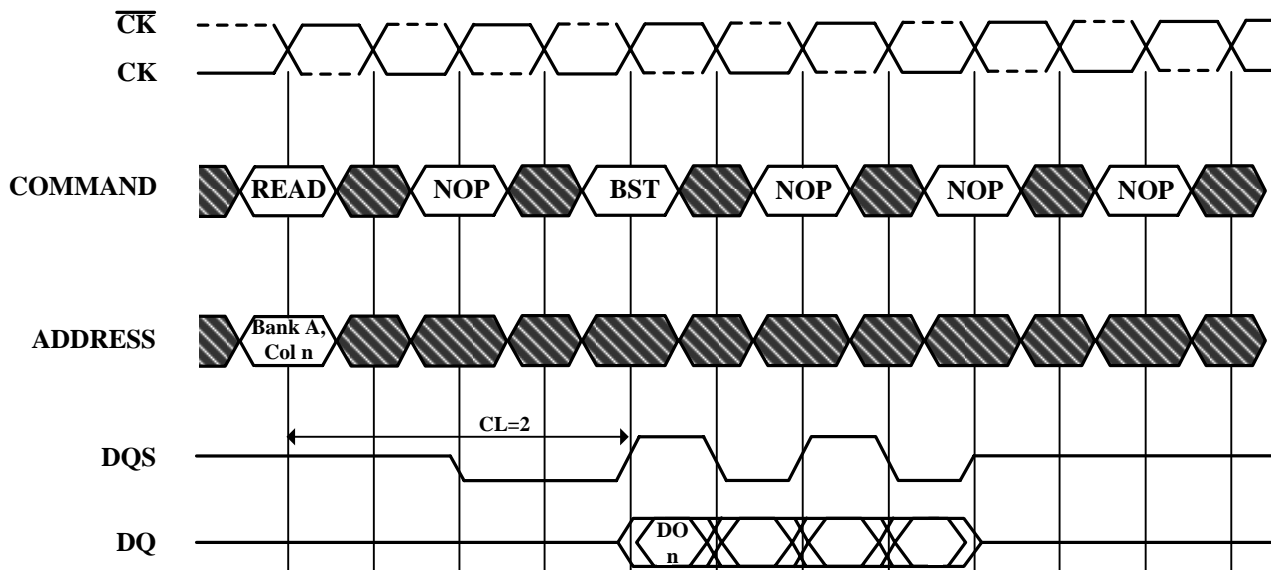 CK
CK
COMMAND READ NOP BST NOP NOP NOP
ADDRESS Bank A,
Col n
CL=2
DQS
DQ DO
n